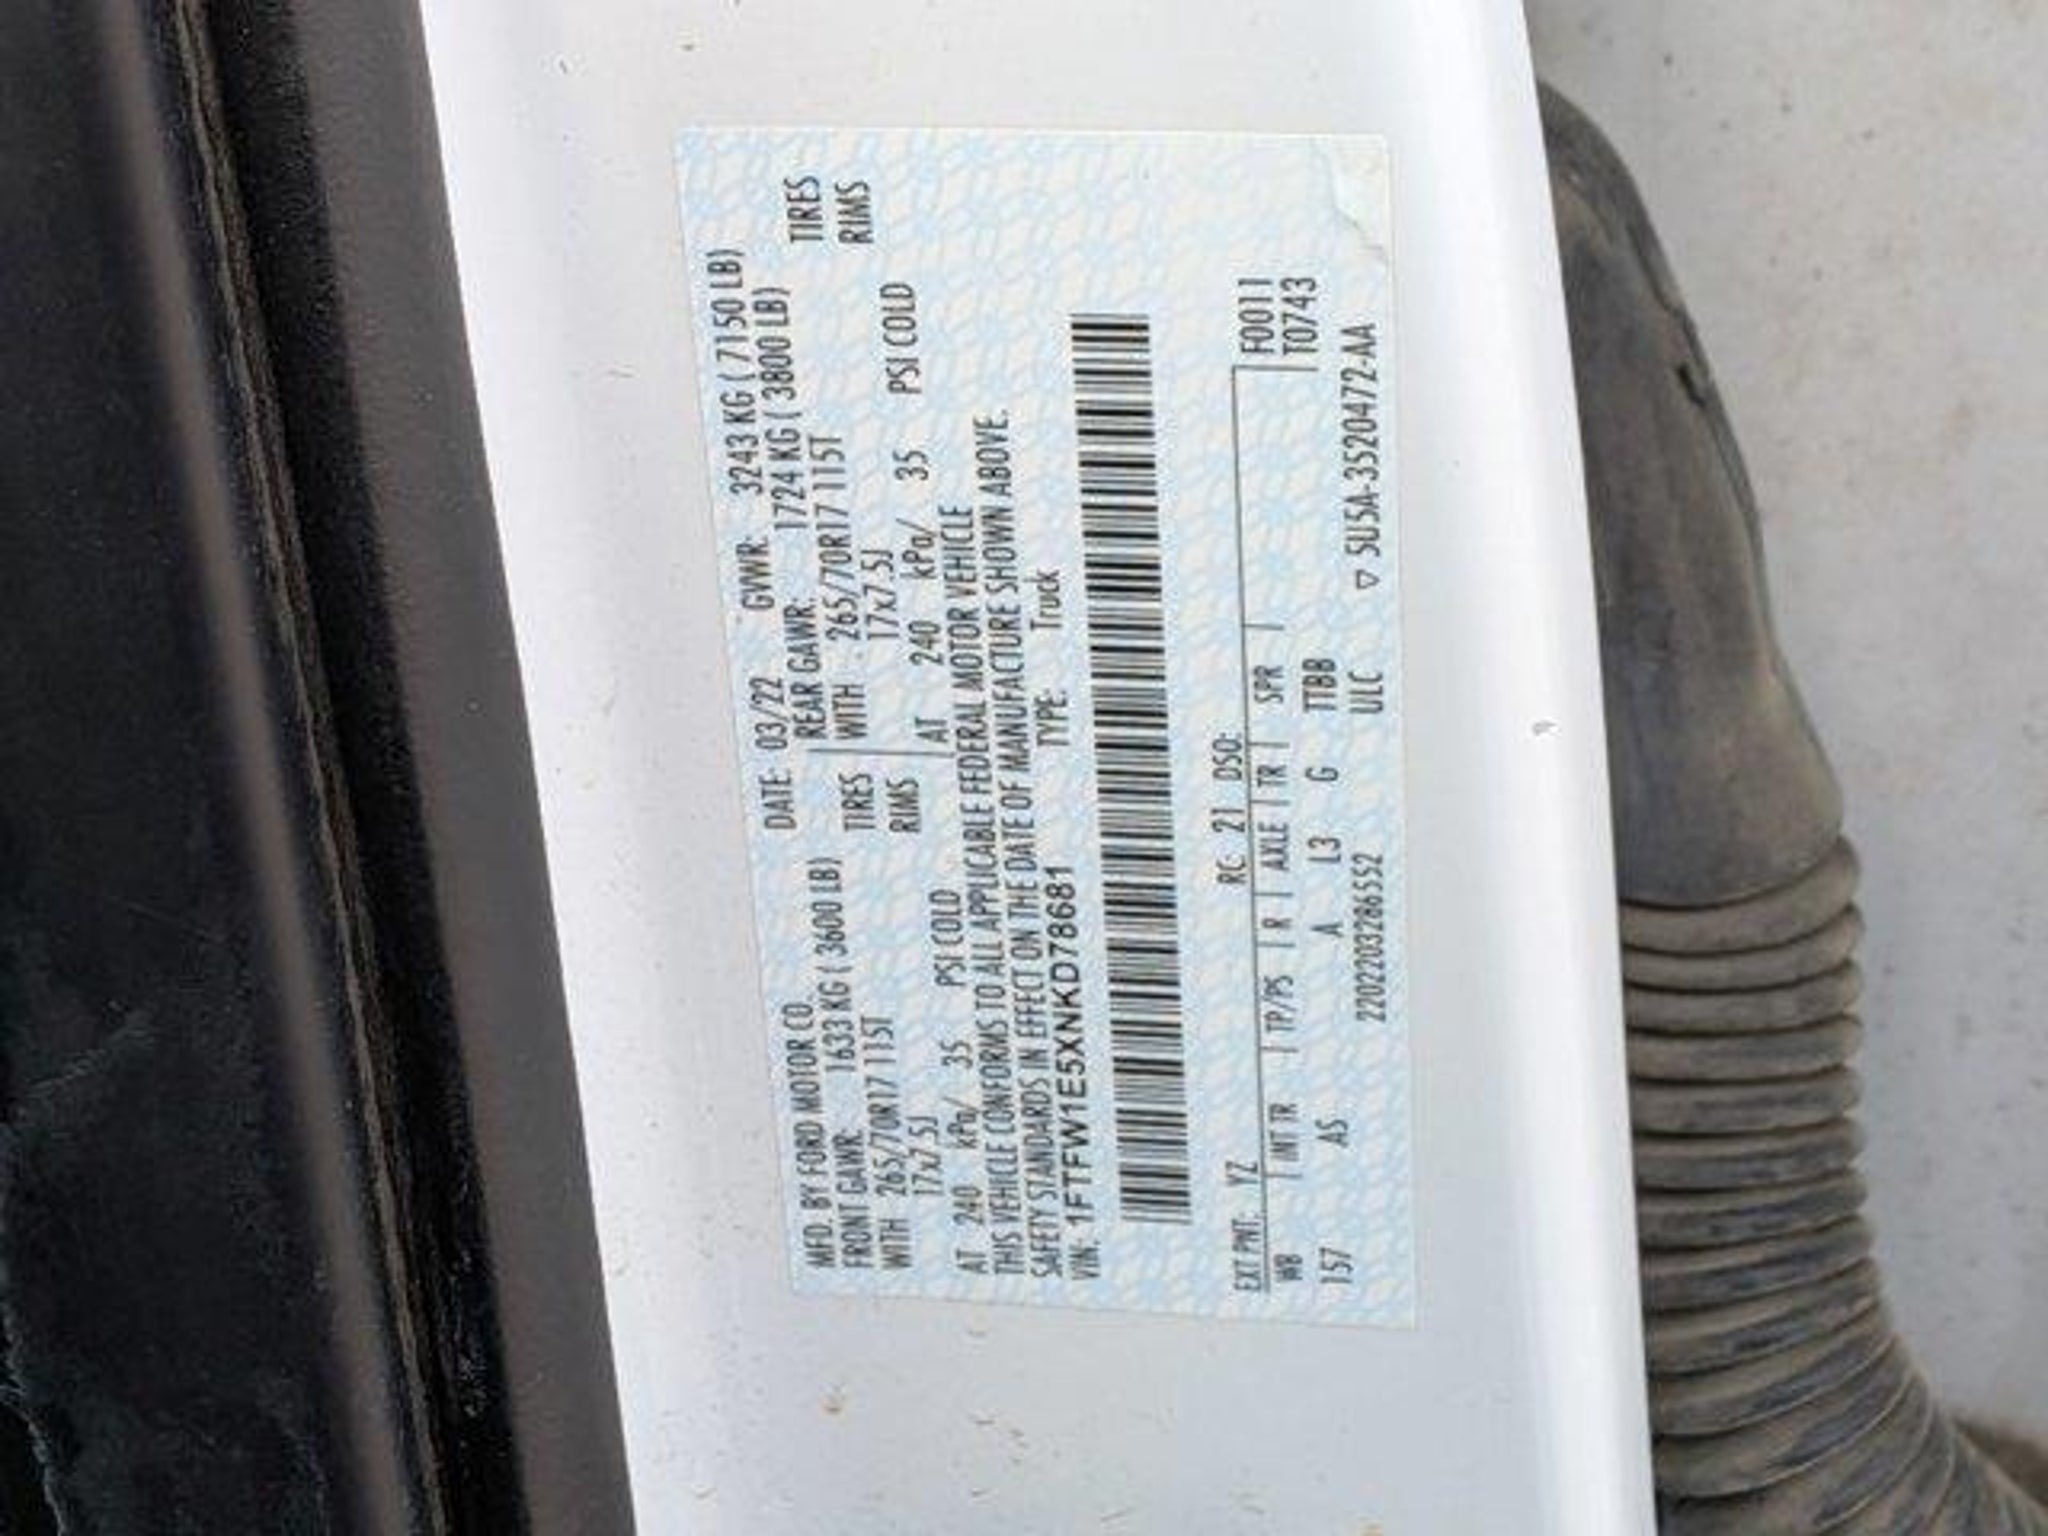 MFD. BY FORD MOTOR CO. DATE: 03/22 GVWR: 3243 KG ( 7150 LB)
FRONT GAWR: 1633 KG ( 3600 LB) REAR GAWR: 1724 KG ( 3800 LB)
WITH 265/70R17 115T TIRES WITH 265/70R17 115T TIRES
17x7.5J RIMS 17x7.5J RIMS
AT 240 kPa/ 35 PSI COLD AT 240 kPa/ 35 PSI COLD
THIS VEHICLE CONFORMS TO ALL APPLICABLE FEDERAL MOTOR VEHICLE
SAFETY STANDARDS IN EFFECT ON THE DATE OF MANUFACTURE SHOWN ABOVE.
VIN: 1FTFW1E5XNKD78681 TYPE: Truck
EXT PNT: YZ RC: 21 DSO: F0011
WB INT TR TP/PS R AXLE TR SPR T0743
157 AS A L3 G TTBB
2202203286552 ULC ▽ 5U5A-3520472-AA